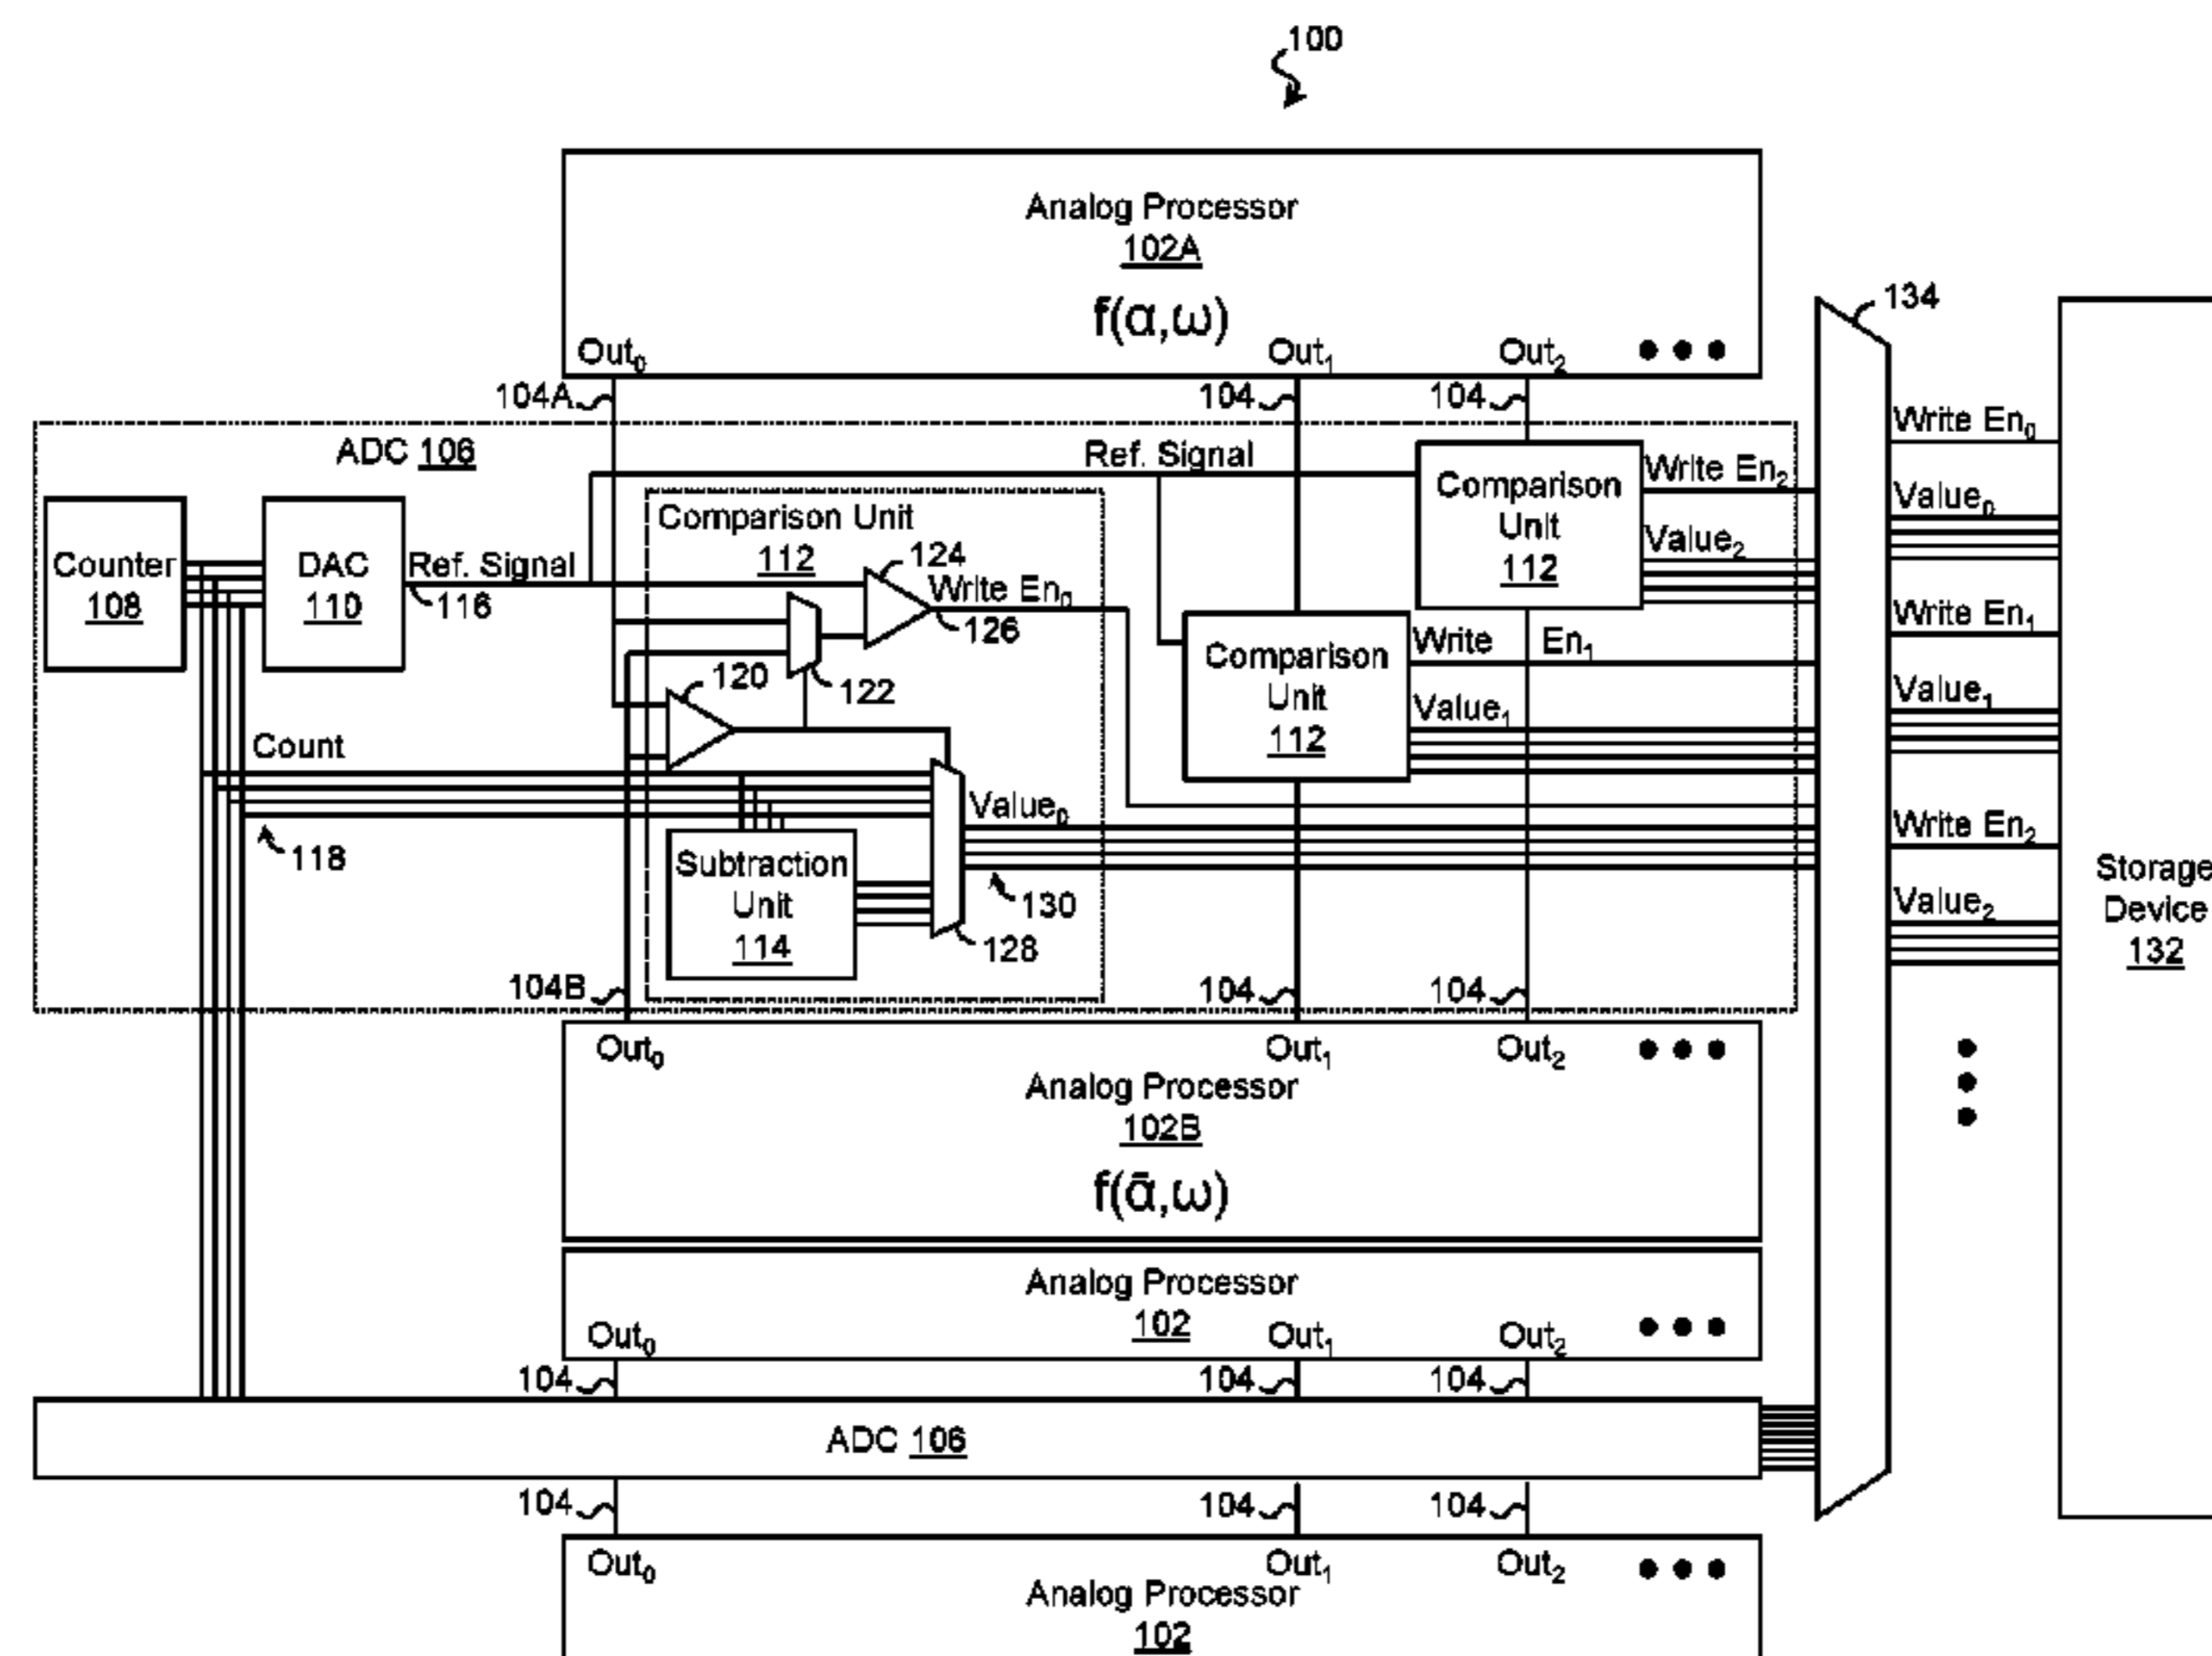 100
Analog Processor
102A
f(α,ω)
Out₀ Out₁ Out₂
104A 104 104
134
ADC 106
Ref. Signal
Counter
108
DAC
110
Ref. Signal
116
Comparison Unit
112
124
Write En₀
126
122
120
Comparison
Unit
112
Write En₁
Value₁
Comparison
Unit
112
Write En₂
Value₂
Count
118
Subtraction
Unit
114
Value₀
130
128
104B 104 104
Write En₀
Value₀
Write En₁
Value₁
Write En₂
Value₂
Storage
Device
132
Out₀ Out₁ Out₂
Analog Processor
102B
f(ᾱ,ω)
Analog Processor
102
Out₀ Out₁ Out₂
104 104 104
ADC 106
104 104 104
Out₀ Out₁ Out₂
Analog Processor
102